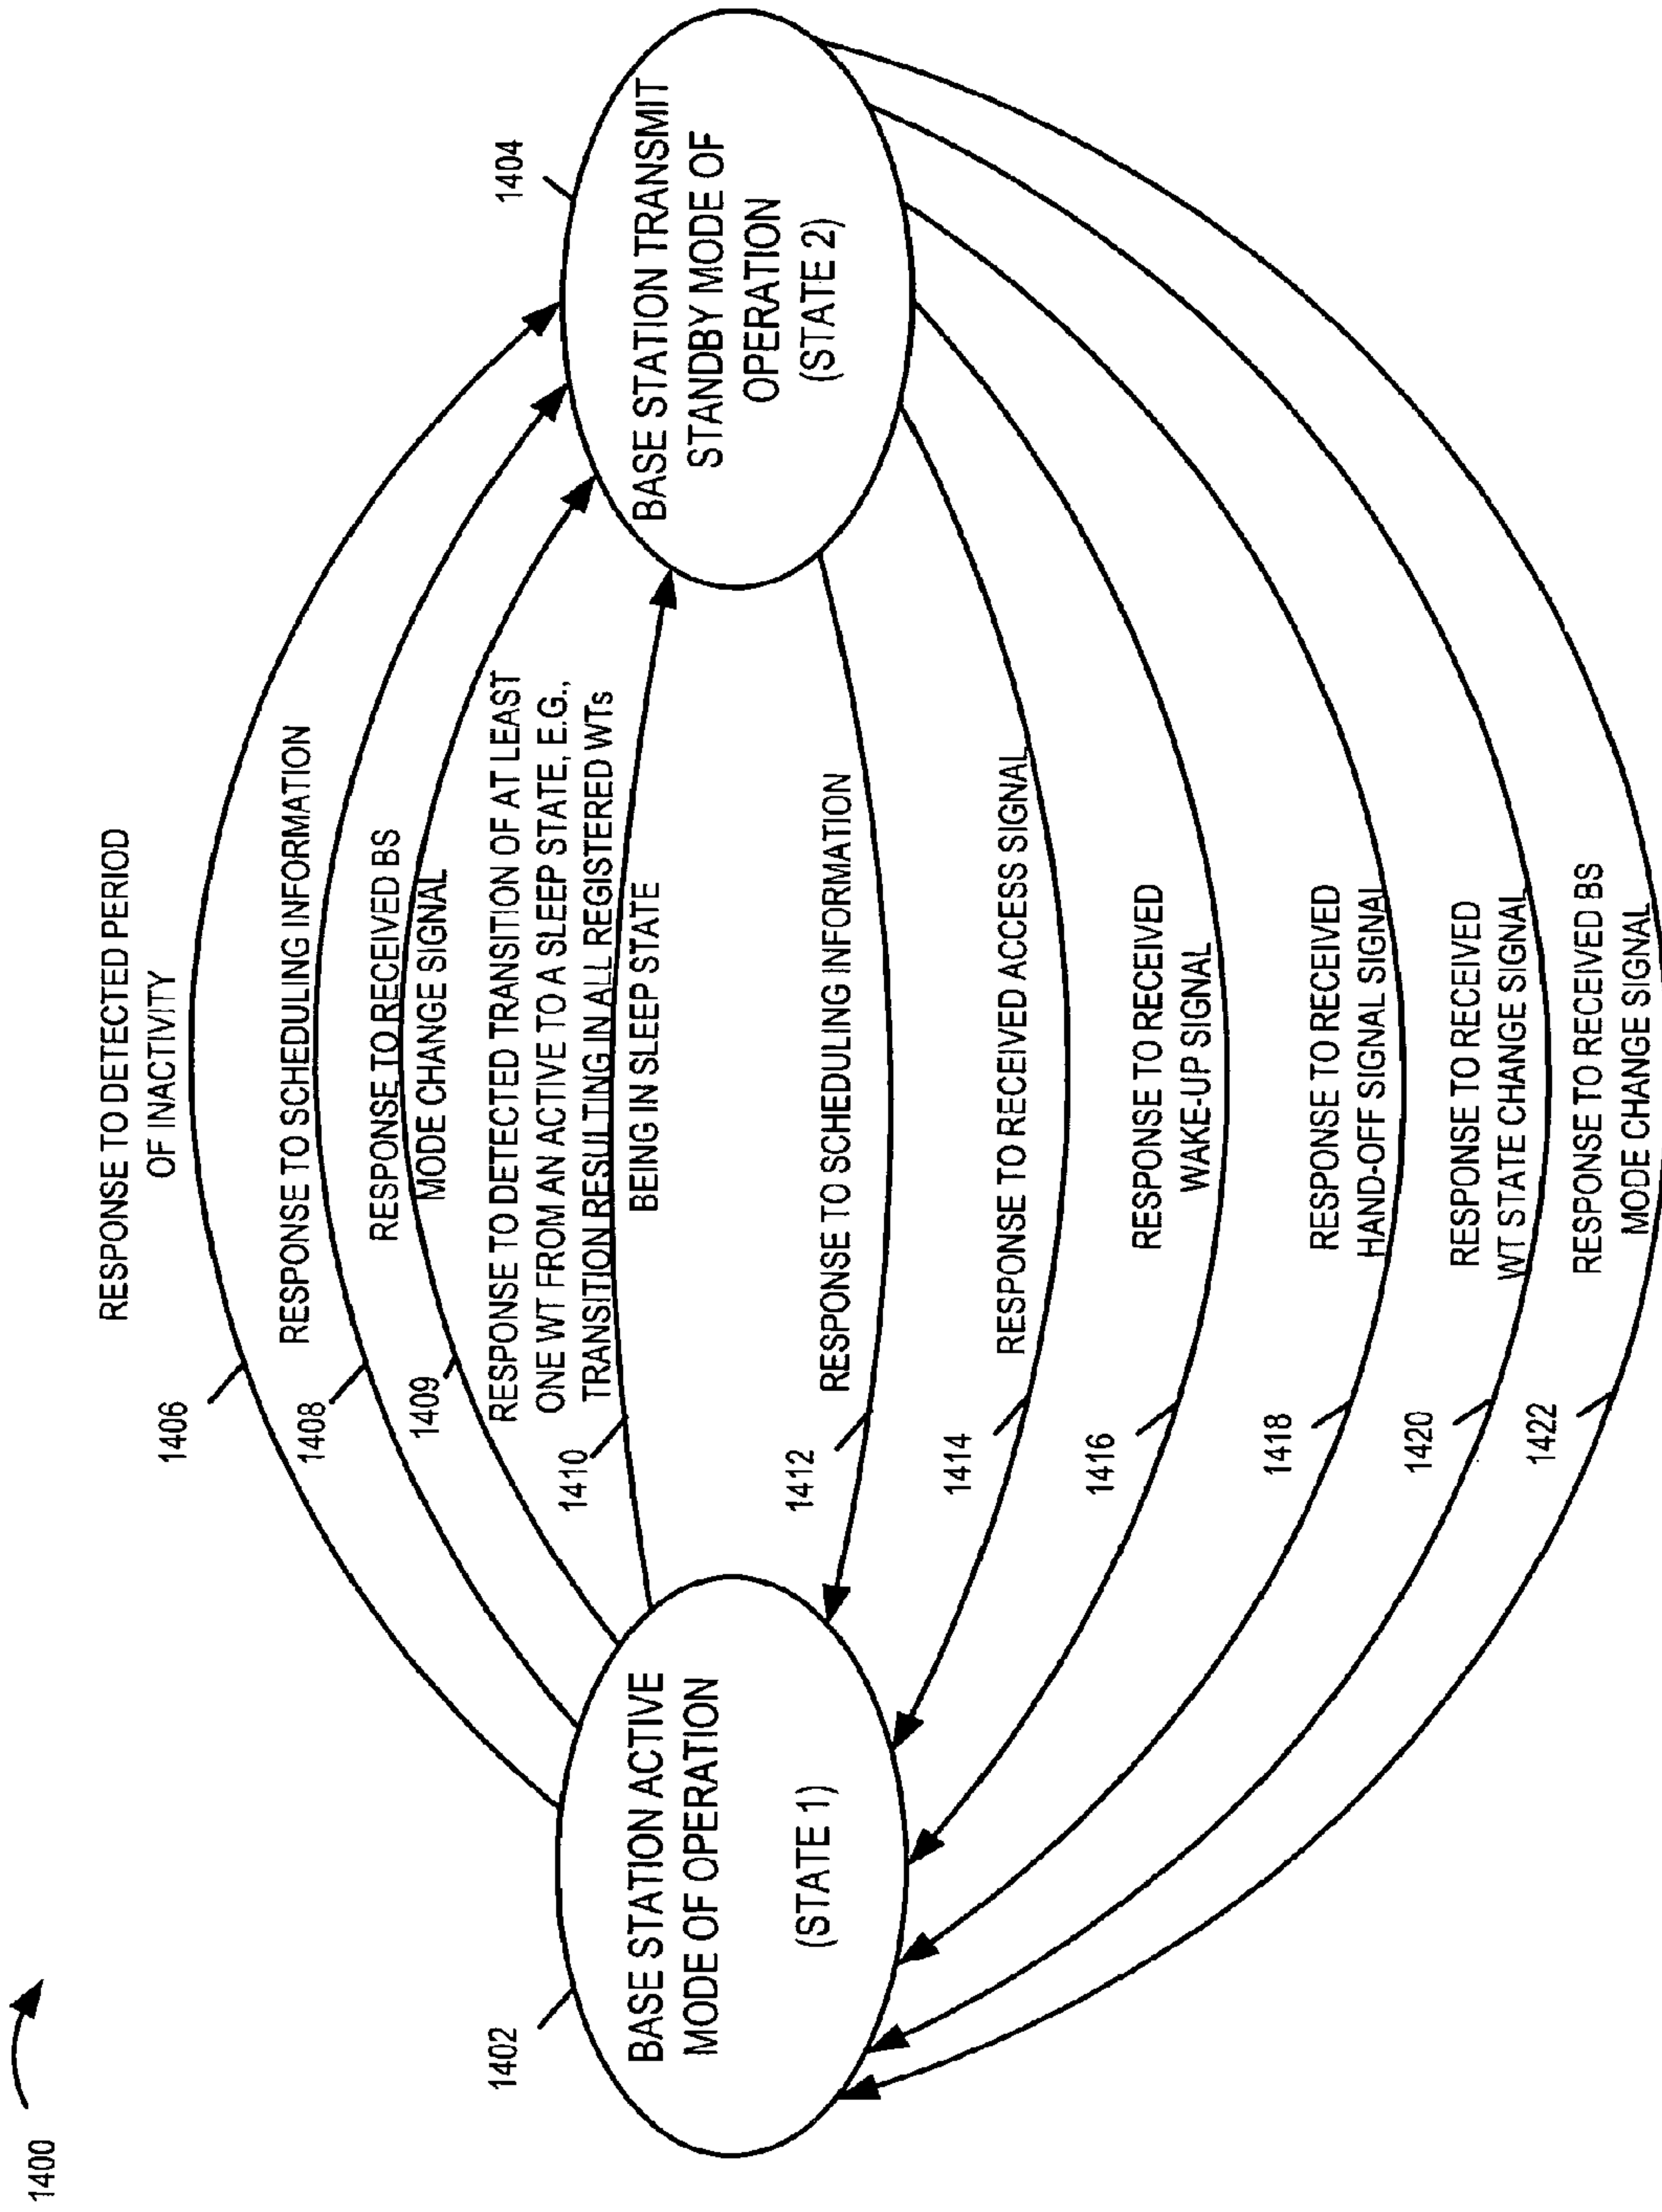 1400
RESPONSE TO DETECTED PERIOD
OF INACTIVITY
1406
RESPONSE TO SCHEDULING INFORMATION
1408
RESPONSE TO RECEIVED BS
MODE CHANGE SIGNAL
1409
RESPONSE TO DETECTED TRANSITION OF AT LEAST
ONE WT FROM AN ACTIVE TO A SLEEP STATE, E.G.,
TRANSITION RESULTING IN ALL REGISTERED WTs
BEING IN SLEEP STATE
1410
1402
BASE STATION ACTIVE
MODE OF OPERATION
(STATE 1)
1404
BASE STATION TRANSMIT
STANDBY MODE OF
OPERATION
(STATE 2)
RESPONSE TO SCHEDULING INFORMATION
1412
RESPONSE TO RECEIVED ACCESS SIGNAL
1414
RESPONSE TO RECEIVED
WAKE-UP SIGNAL
1416
RESPONSE TO RECEIVED
HAND-OFF SIGNAL SIGNAL
1418
RESPONSE TO RECEIVED
WT STATE CHANGE SIGNAL
1420
RESPONSE TO RECEIVED BS
MODE CHANGE SIGNAL
1422